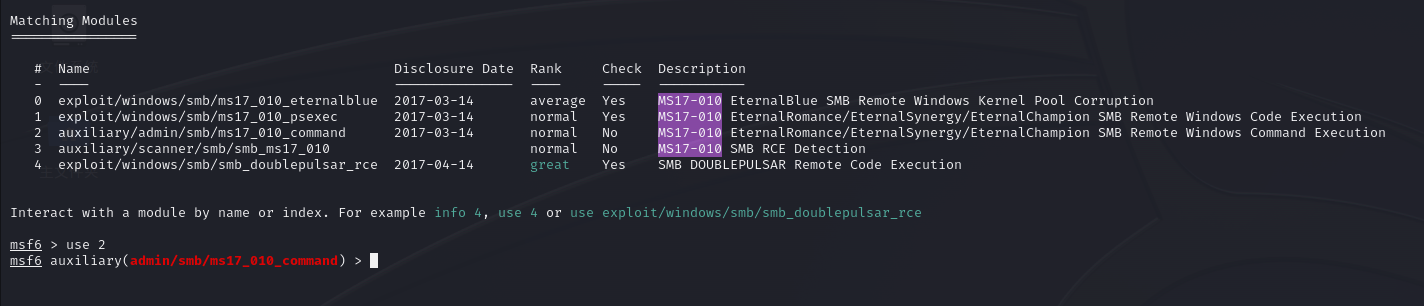 Matching Modules
================
#  Name                                      Disclosure Date  Rank     Check  Description
-  ----                                      ---------------  ----     -----  -----------
0  exploit/windows/smb/ms17_010_eternalblue  2017-03-14       average  Yes    MS17-010 EternalBlue SMB Remote Windows Kernel Pool Corruption
1  exploit/windows/smb/ms17_010_psexec       2017-03-14       normal   Yes    MS17-010 EternalRomance/EternalSynergy/EternalChampion SMB Remote Windows Code Execution
2  auxiliary/admin/smb/ms17_010_command      2017-03-14       normal   No     MS17-010 EternalRomance/EternalSynergy/EternalChampion SMB Remote Windows Command Execution
3  auxiliary/scanner/smb/smb_ms17_010                         normal   No     MS17-010 SMB RCE Detection
4  exploit/windows/smb/smb_doublepulsar_rce  2017-04-14       great    Yes    SMB DOUBLEPULSAR Remote Code Execution
Interact with a module by name or index. For example info 4, use 4 or use exploit/windows/smb/smb_doublepulsar_rce
msf6 > use 2
msf6 auxiliary(admin/smb/ms17_010_command) >